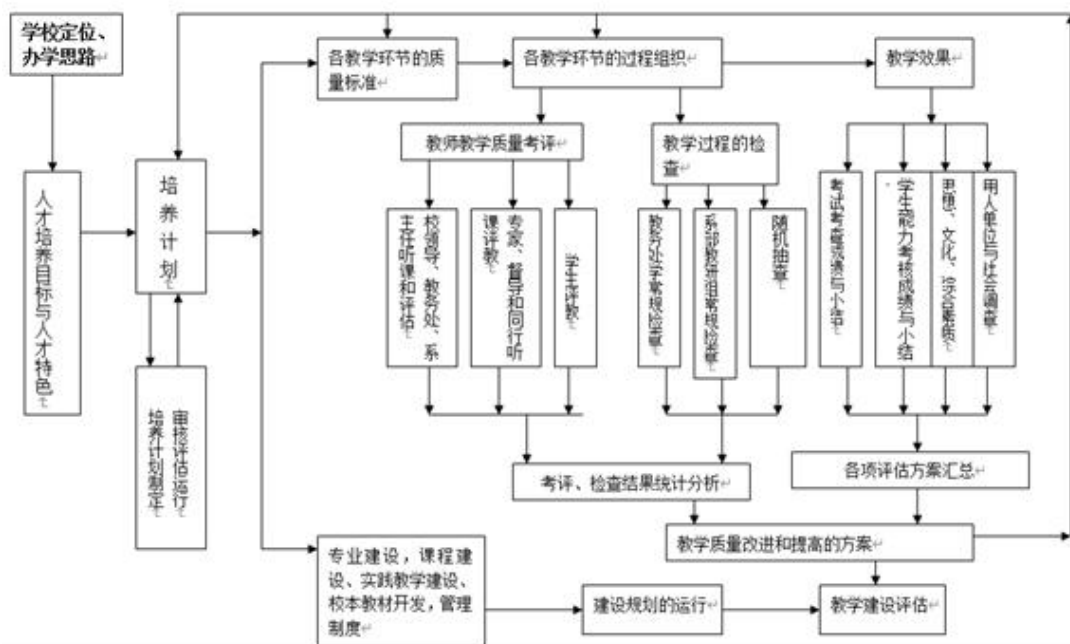 学校定位、
办学思路
各教学环节的质
量标准
各教学环节的过程组织
教学效果
教师教学质量考评
教学过程的检
查
人才培养目标与人才特色
培养计划
校领导、教务处、系
主任听课和评估
专家、督导和同行听
课评教
学生评教
教务处学常规检查
系部教研组常规检查
随机抽查
考试考查成绩与小结
学生能力考核成绩与小结
思想、文化、综合素质
用人单位与社会调查
审核评估运行
培养计划制定
考评、检查结果统计分析
各项评估方案汇总
教学质量改进和提高的方案
专业建设，课程建
设、实践教学建设、
校本教材开发，管理
制度
建设规划的运行
教学建设评估